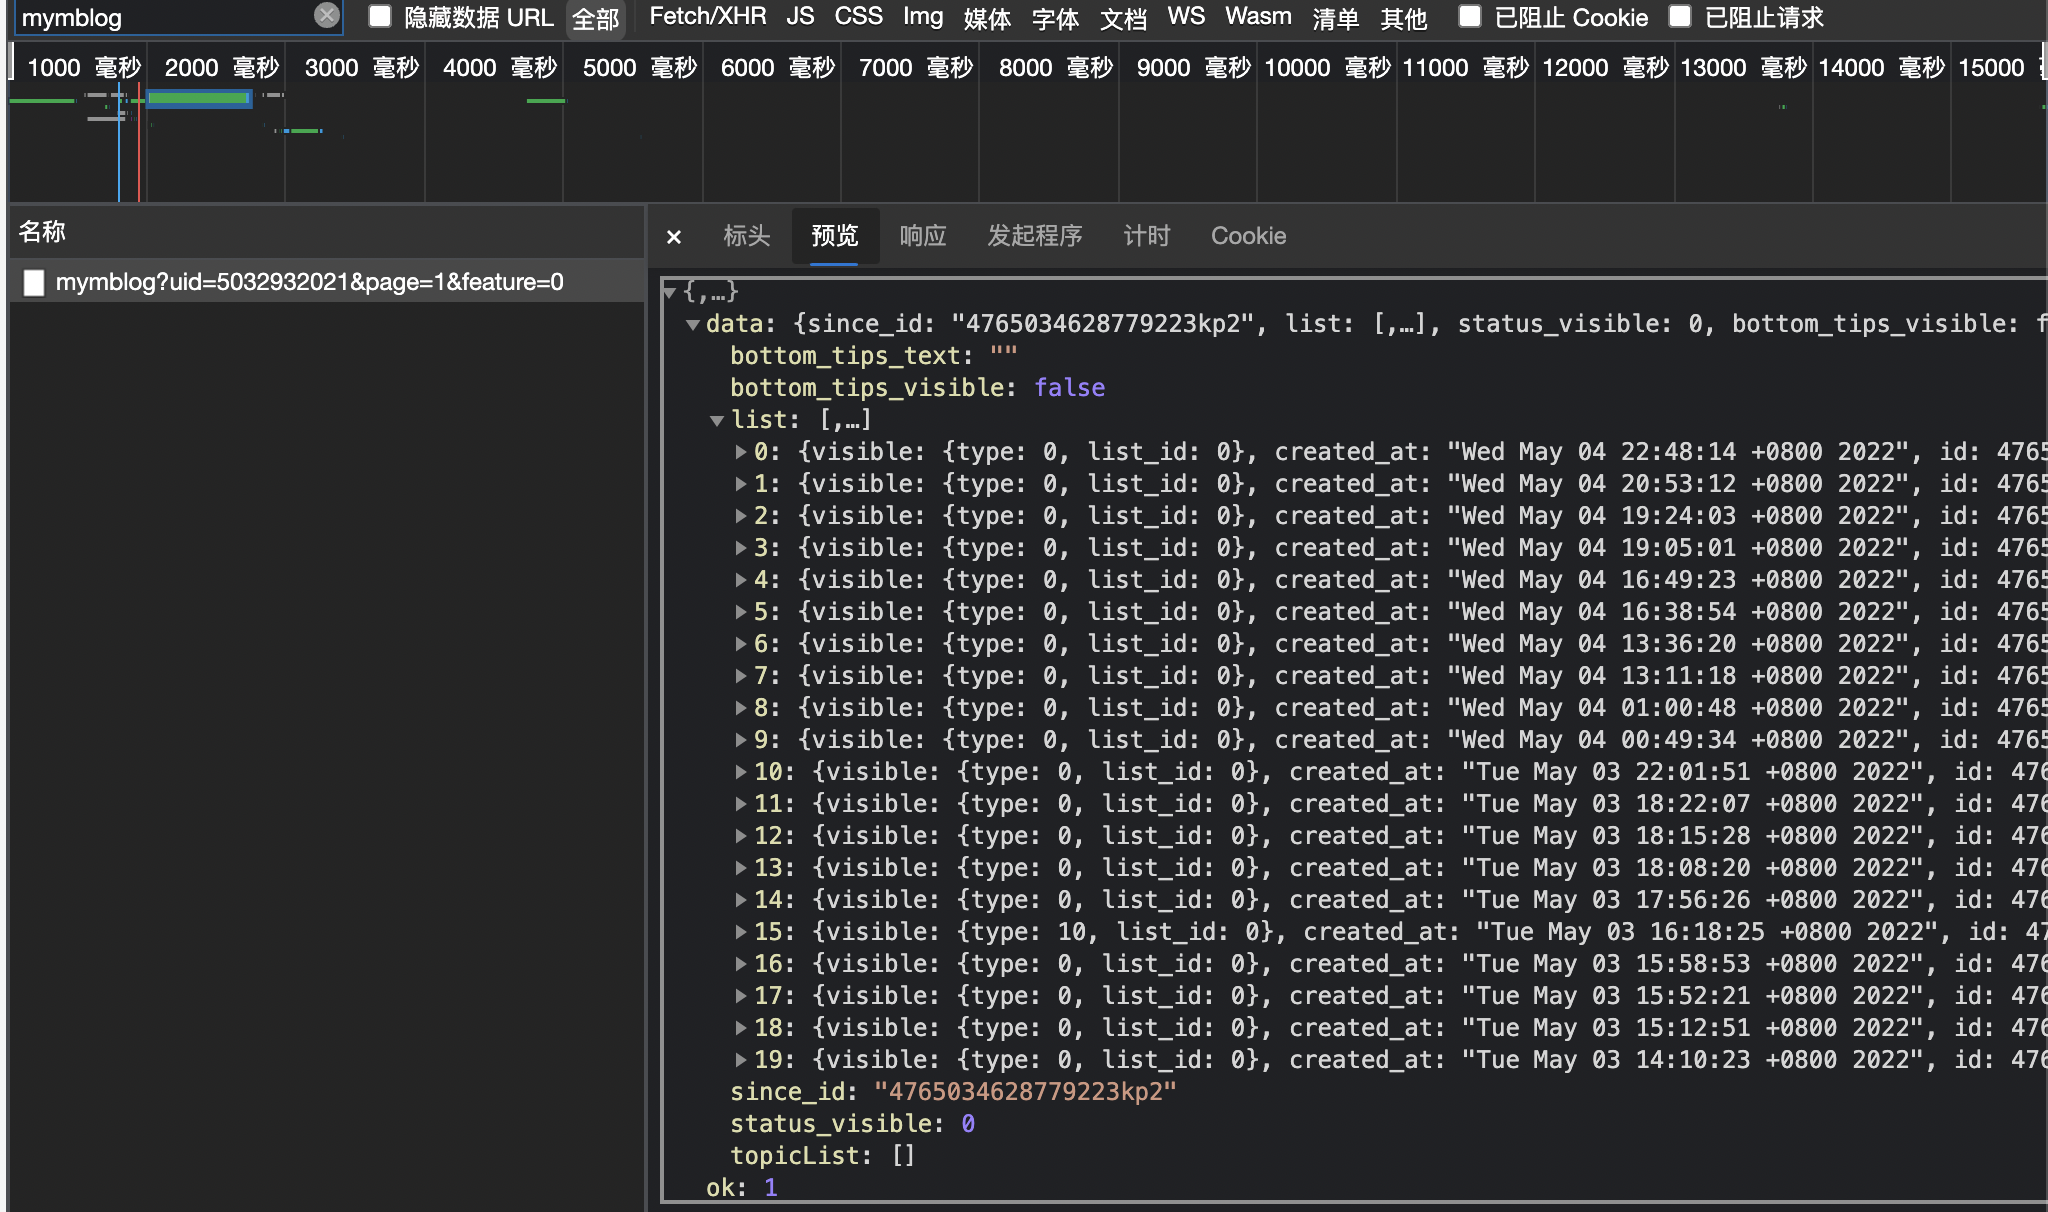 mymblog 隐藏数据 URL 全部 Fetch/XHR JS CSS Img 媒体 字体 文档 WS Wasm 清单 其他 已阻止 Cookie 已阻止请求
1000 毫秒 2000 毫秒 3000 毫秒 4000 毫秒 5000 毫秒 6000 毫秒 7000 毫秒 8000 毫秒 9000 毫秒 10000 毫秒 11000 毫秒 12000 毫秒 13000 毫秒 14000 毫秒 15000
名称
mymblog?uid=5032932021&page=1&feature=0
× 标头 预览 响应 发起程序 计时 Cookie
{,…}
data: {since_id: "4765034628779223kp2", list: [,…], status_visible: 0, bottom_tips_visible: f
bottom_tips_text: ""
bottom_tips_visible: false
list: [,…]
0: {visible: {type: 0, list_id: 0}, created_at: "Wed May 04 22:48:14 +0800 2022", id: 4765
1: {visible: {type: 0, list_id: 0}, created_at: "Wed May 04 20:53:12 +0800 2022", id: 4765
2: {visible: {type: 0, list_id: 0}, created_at: "Wed May 04 19:24:03 +0800 2022", id: 4765
3: {visible: {type: 0, list_id: 0}, created_at: "Wed May 04 19:05:01 +0800 2022", id: 4765
4: {visible: {type: 0, list_id: 0}, created_at: "Wed May 04 16:49:23 +0800 2022", id: 4765
5: {visible: {type: 0, list_id: 0}, created_at: "Wed May 04 16:38:54 +0800 2022", id: 4765
6: {visible: {type: 0, list_id: 0}, created_at: "Wed May 04 13:36:20 +0800 2022", id: 4765
7: {visible: {type: 0, list_id: 0}, created_at: "Wed May 04 13:11:18 +0800 2022", id: 4765
8: {visible: {type: 0, list_id: 0}, created_at: "Wed May 04 01:00:48 +0800 2022", id: 4765
9: {visible: {type: 0, list_id: 0}, created_at: "Wed May 04 00:49:34 +0800 2022", id: 4765
10: {visible: {type: 0, list_id: 0}, created_at: "Tue May 03 22:01:51 +0800 2022", id: 476
11: {visible: {type: 0, list_id: 0}, created_at: "Tue May 03 18:22:07 +0800 2022", id: 476
12: {visible: {type: 0, list_id: 0}, created_at: "Tue May 03 18:15:28 +0800 2022", id: 476
13: {visible: {type: 0, list_id: 0}, created_at: "Tue May 03 18:08:20 +0800 2022", id: 476
14: {visible: {type: 0, list_id: 0}, created_at: "Tue May 03 17:56:26 +0800 2022", id: 476
15: {visible: {type: 10, list_id: 0}, created_at: "Tue May 03 16:18:25 +0800 2022", id: 47
16: {visible: {type: 0, list_id: 0}, created_at: "Tue May 03 15:58:53 +0800 2022", id: 476
17: {visible: {type: 0, list_id: 0}, created_at: "Tue May 03 15:52:21 +0800 2022", id: 476
18: {visible: {type: 0, list_id: 0}, created_at: "Tue May 03 15:12:51 +0800 2022", id: 476
19: {visible: {type: 0, list_id: 0}, created_at: "Tue May 03 14:10:23 +0800 2022", id: 476
since_id: "4765034628779223kp2"
status_visible: 0
topicList: []
ok: 1